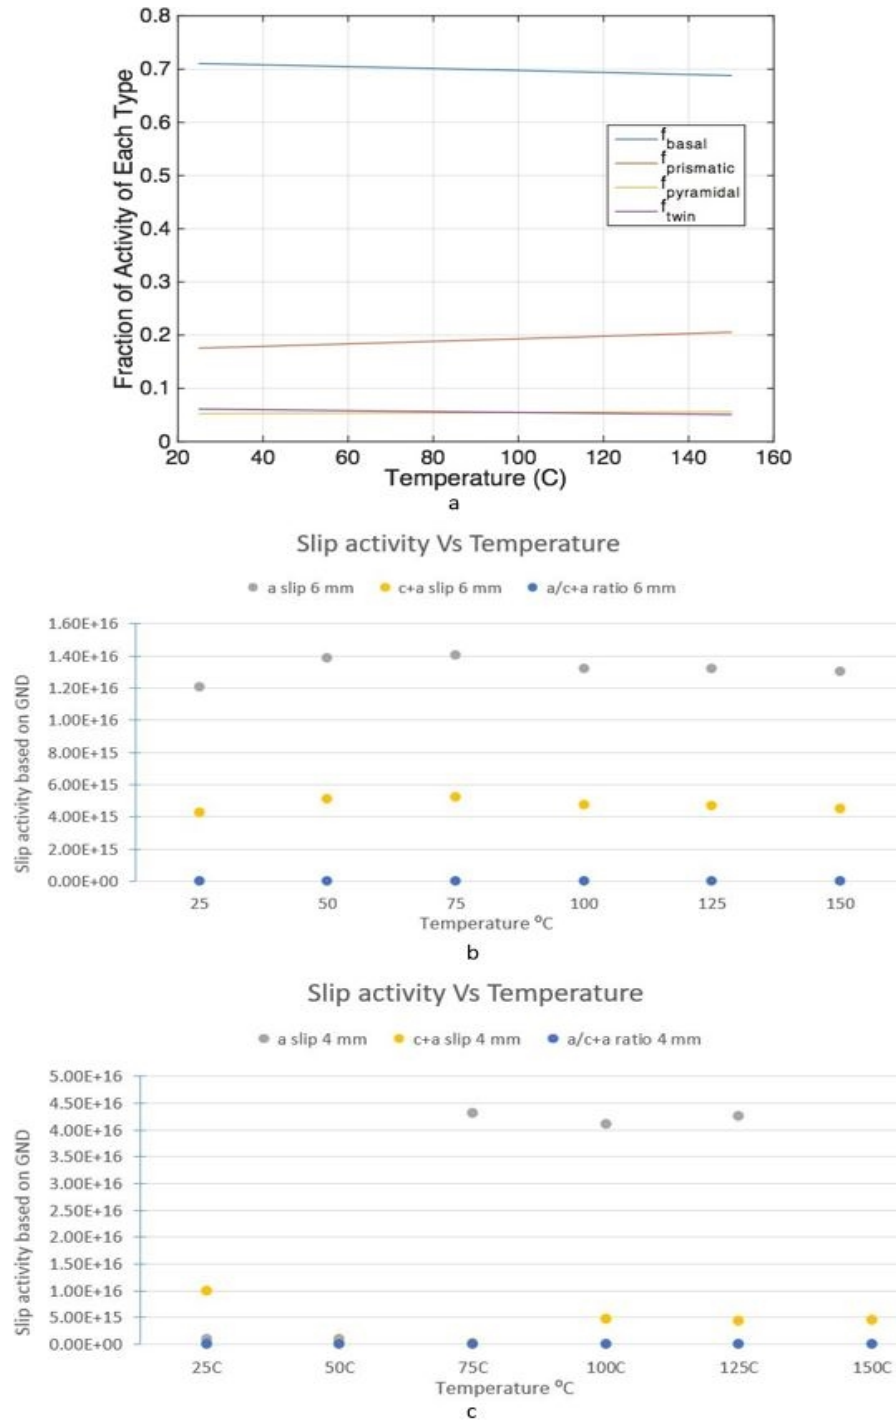 0.8
0.7
0.6
0.5
0.4
0.3
0.2
0.1
0
Fraction of Activity of Each Type
f basal
f prismatic
f pyramidal
f twin
20 40 60 80 100 120 140 160
Temperature (C)
a
Slip activity Vs Temperature
a slip 6 mm c+a slip 6 mm a/c+a ratio 6 mm
1.60E+16
1.40E+16
1.20E+16
1.00E+16
8.00E+15
6.00E+15
4.00E+15
2.00E+15
0.00E+00
Slip activity based on GND
25 50 75 100 125 150
Temperature ⁰C
b
Slip activity Vs Temperature
a slip 4 mm c+a slip 4 mm a/c+a ratio 4 mm
5.00E+16
4.50E+16
4.00E+16
3.50E+16
3.00E+16
2.50E+16
2.00E+16
1.50E+16
1.00E+16
5.00E+15
0.00E+00
Slip activity based on GND
25C 50C 75C 100C 125C 150C
Temperature ⁰C
c